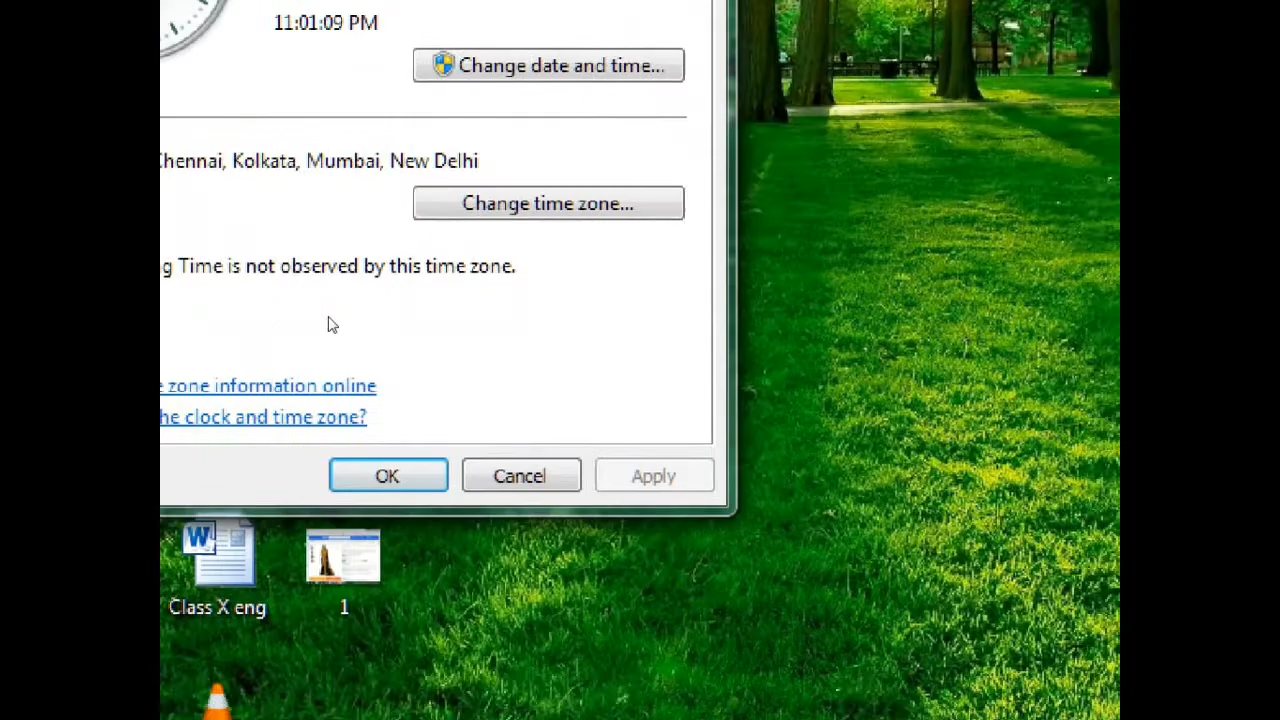 11:01:09 PM
Change date and time...
Chennai, Kolkata, Mumbai, New Delhi
Change time zone...
g Time is not observed by this time zone.
e zone information online
he clock and time zone?
OK
Cancel
Apply
W
Class X eng
1